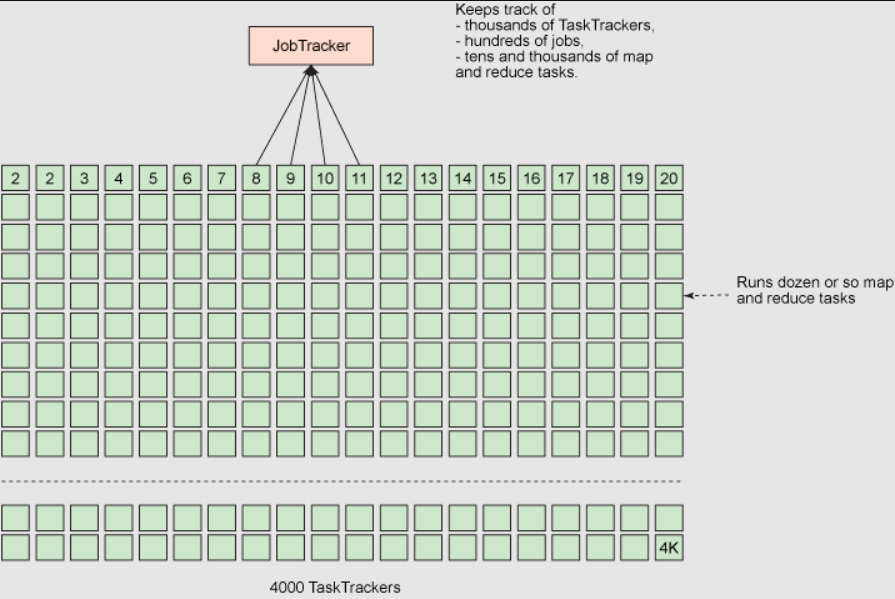 Keeps track of
- thousands of TaskTrackers,
- hundreds of jobs,
- tens and thousands of map
and reduce tasks.
JobTracker
2 2 3 4 5 6 7 8 9 10 11 12 13 14 15 16 17 18 19 20
Runs dozen or so map
and reduce tasks
4K
4000 TaskTrackers